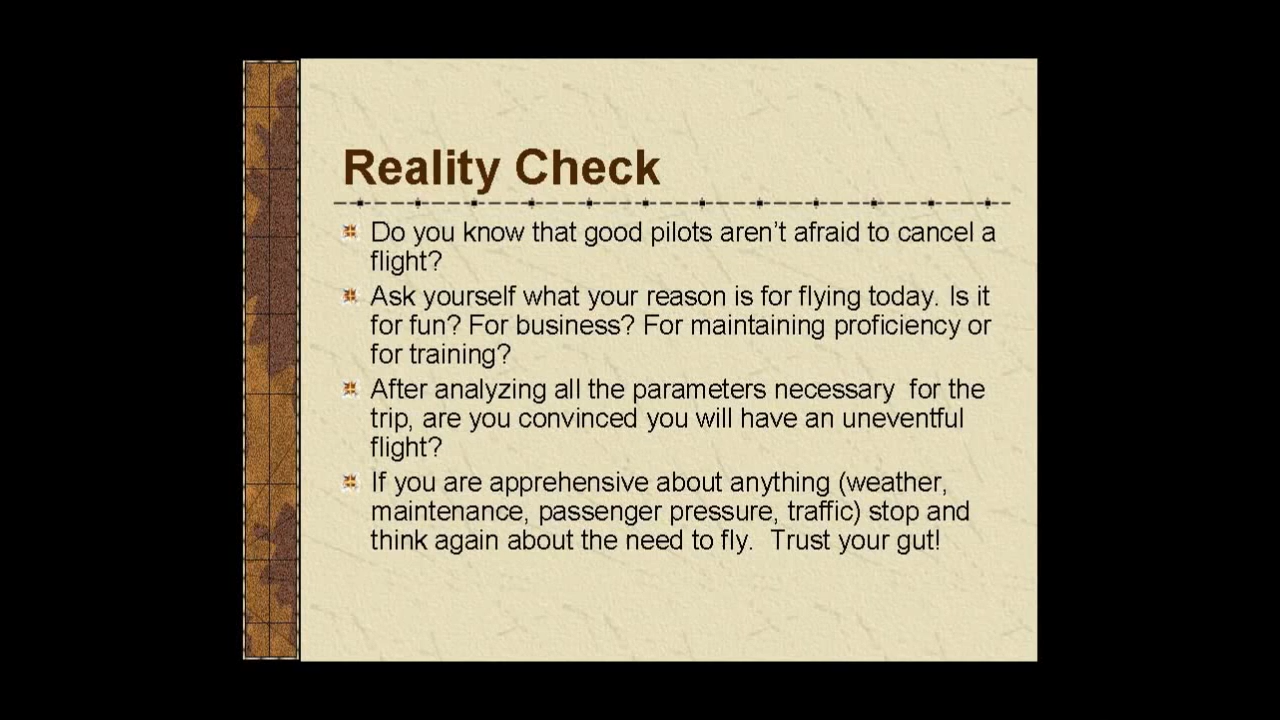 Reality Check
Do you know that good pilots aren't afraid to cancel a
flight?
Ask yourself what your reason is for flying today. Is it
for fun? For business? For maintaining proficiency or
for training?
After analyzing all the parameters necessary  for the
trip, are you convinced you will have an uneventful
flight?
If you are apprehensive about anything (weather,
maintenance, passenger pressure, traffic) stop and
think again about the need to fly.  Trust your gut!